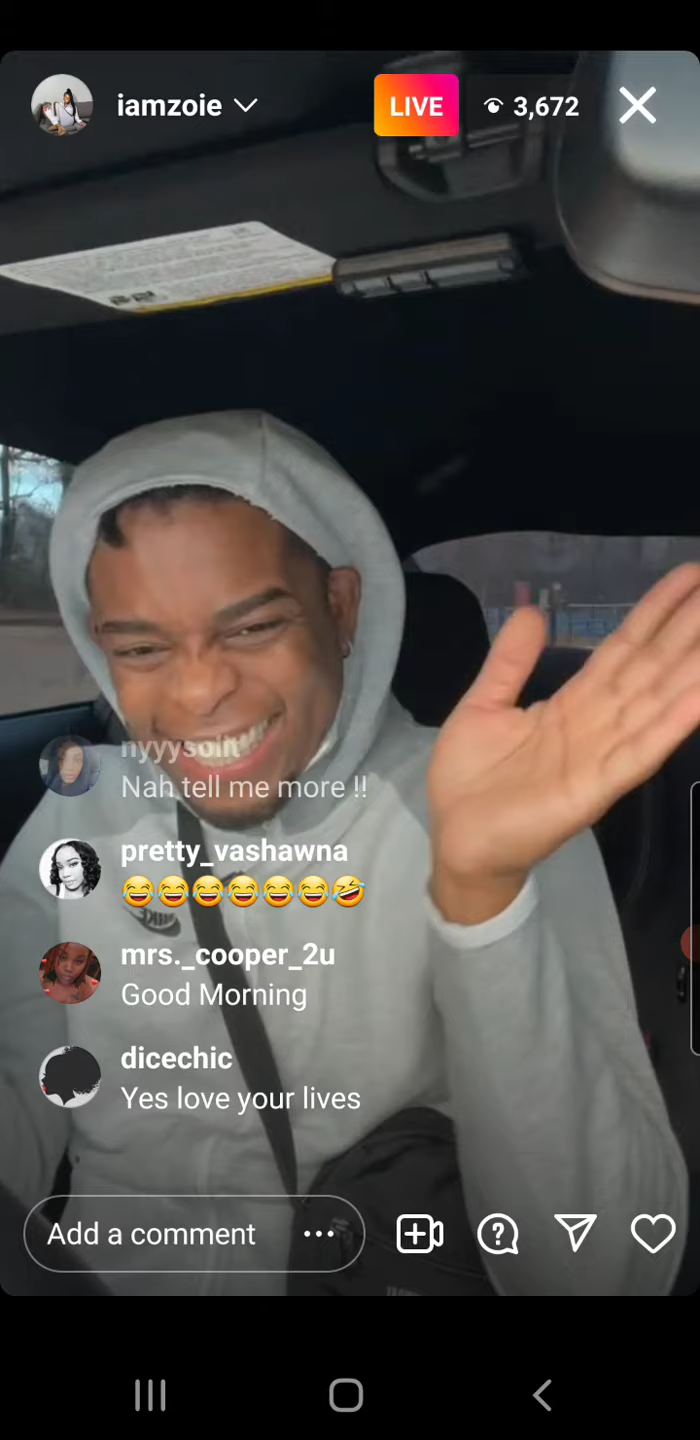 iamzoie
LIVE
3,672
nyyysoiit
Nah tell me more !!
pretty_vashawna
😂😂😂😂😂😂🤣
mrs._cooper_2u
Good Morning
dicechic
Yes love your lives
Add a comment